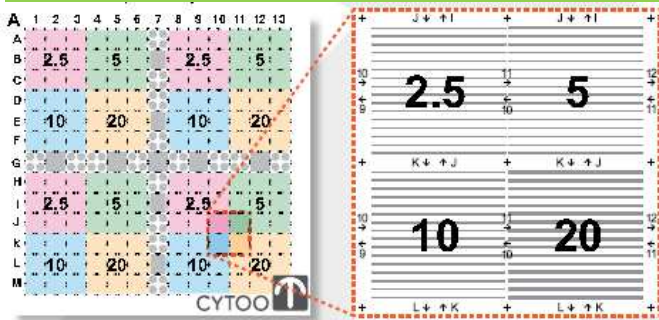 A
1 2 3 4 5 6 7 8 9 10 11 12 13
A
B 2.5 5 2.5 5
C
D
E 10 20 10 20
F
G
H
I 2.5 5 2.5 5
J
K
L 10 20 10 20
M
CYTOO
+ J↓ ↑I + J↓ ↑I +
10 → ← 9 2.5 11 → ← 10 5 12 → ← 11
+ K↓ ↑J + K↓ ↑J +
10 → ← 9 10 11 → ← 10 20 12 → ← 11
+ L↓ ↑K + L↓ ↑K +